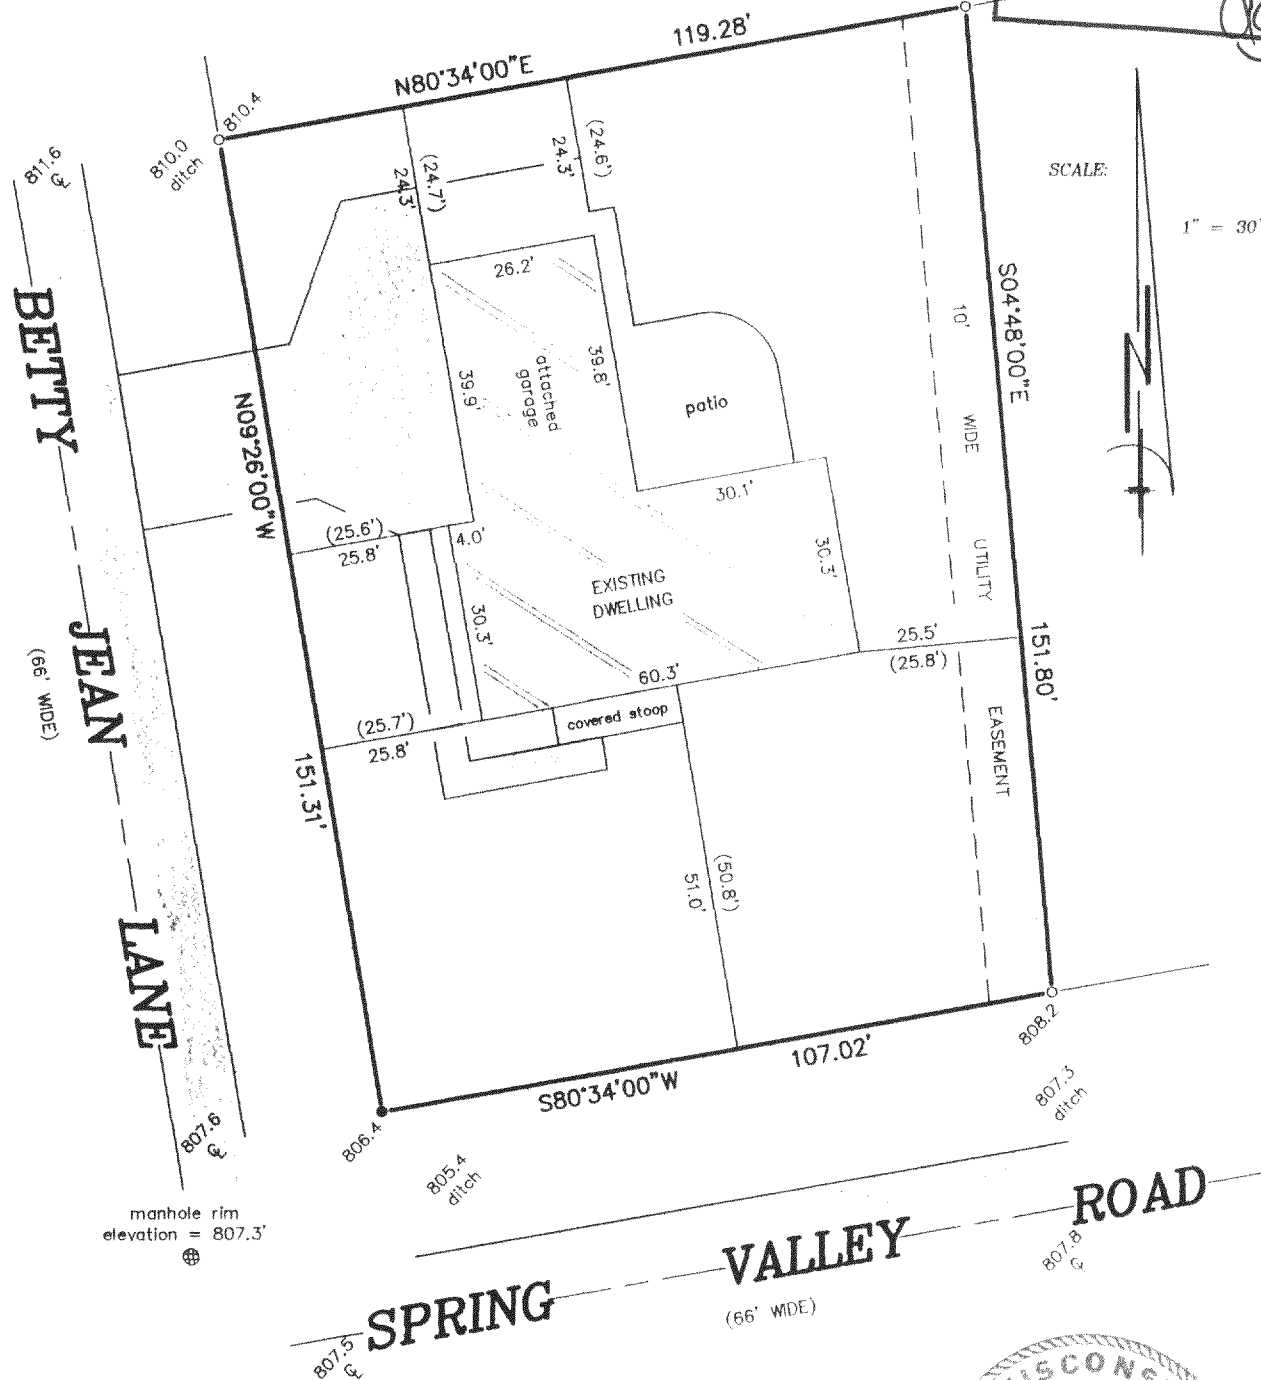 119.28'
N80°34'00"E
810.4
810.0
ditch
811.6
℄
(24.6')
24.3'
(24.7')
24.3'
SCALE:
1" = 30'
26.2'
BETTY
JEAN
LANE
(66' WIDE)
N09°26'00"W
151.31'
39.9'
attached
garage
39.8'
patio
30.1'
10'
WIDE
UTILITY
EASEMENT
S04°48'00"E
151.80'
(25.6')
25.8'
4.0'
EXISTING
DWELLING
30.3'
30.3'
25.5'
(25.8')
60.3'
covered stoop
(25.7')
25.8'
(50.8')
51.0'
107.02'
S80°34'00"W
808.2
807.3
ditch
806.4
805.4
ditch
807.6
℄
manhole rim
elevation = 807.3'
SPRING
VALLEY
ROAD
(66' WIDE)
807.8
℄
807.5
℄
ISCONS